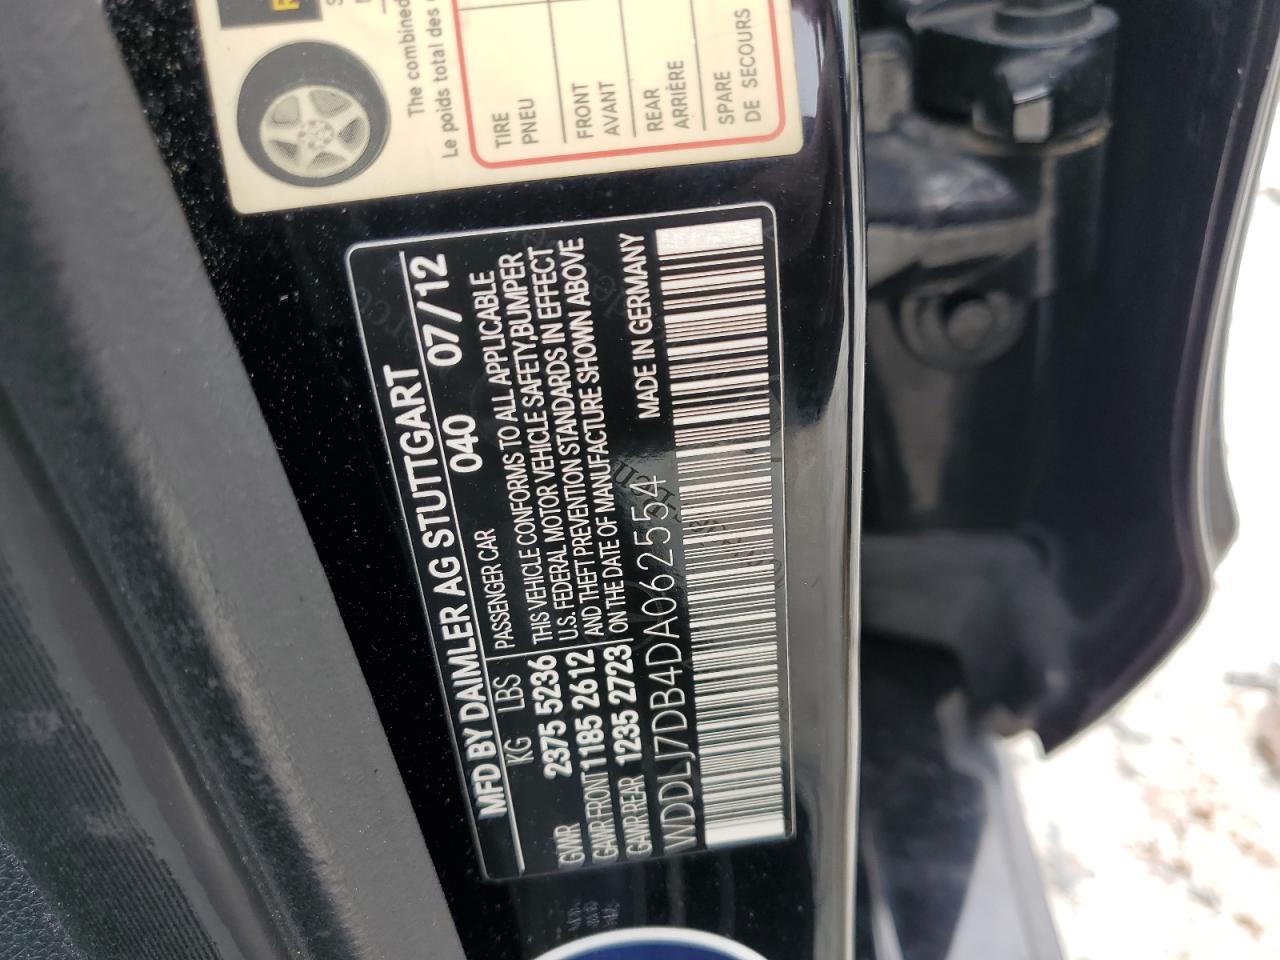 The combined
Le poids total des
TIRE
PNEU
FRONT
AVANT
REAR
ARRIÈRE
SPARE
DE SECOURS
MFD BY DAIMLER AG STUTTGART
KG LBS PASSENGER CAR 040 07/12
GVWR 2375 5236 THIS VEHICLE CONFORMS TO ALL APPLICABLE
U.S. FEDERAL MOTOR VEHICLE SAFETY,BUMPER
GAWR-FRONT 1185 2612 AND THEFT PREVENTION STANDARDS IN EFFECT
GAWR-REAR 1235 2723 ON THE DATE OF MANUFACTURE SHOWN ABOVE
WDDLJ7DB4DA062554 MADE IN GERMANY